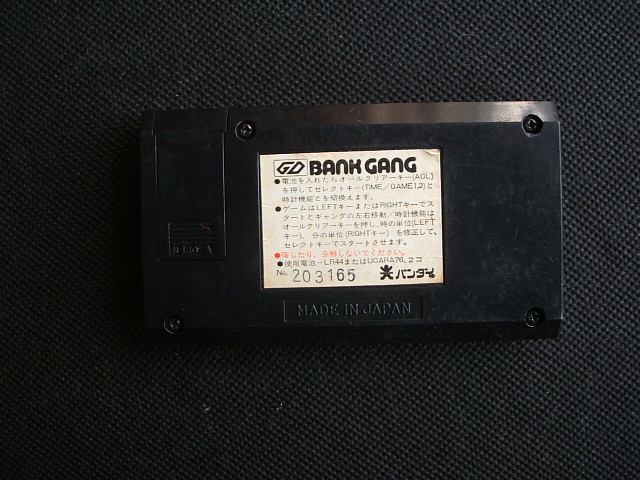 GD BANK GANG
●電池を入れたらオールクリアーキー(ACL)
を押してセレクトキー(TIME／GAME1,2)と
時計機能とを切換えます。
●ゲームはLEFTキーまたはRIGHTキーでス
タートとギャングの左右移動／時計機能は
オールクリアーキーを押し、時の単位(LEFT
キー)、分の単位(RIGHTキー)を修正して、
セレクトキーでスタートさせます。
●落したり、分解しないでください。
●使用電池―LR44またはUCARA76、2コ
No. 203165 バンダイ
OPEN
MADE IN JAPAN